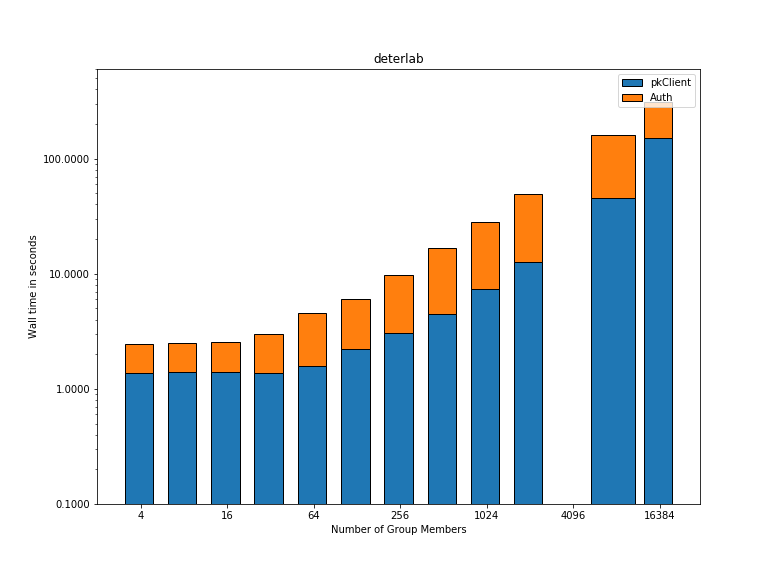 deterlab
pkClient
Auth
100.0000
10.0000
1.0000
0.1000
Wall time in seconds
4 16 64 256 1024 4096 16384
Number of Group Members